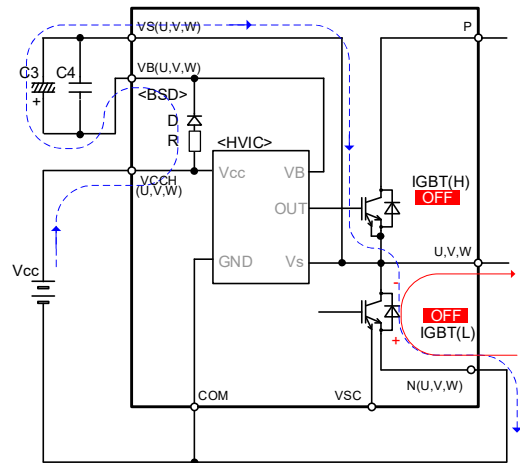 VS(U,V,W)
P
C3
C4
+
VB(U,V,W)
<BSD>
D
R
<HVIC>
VCCH
(U,V,W)
Vcc
VB
OUT
GND
Vs
IGBT(H)
OFF
U,V,W
Vcc
-
OFF
IGBT(L)
+
N(U,V,W)
COM
VSC